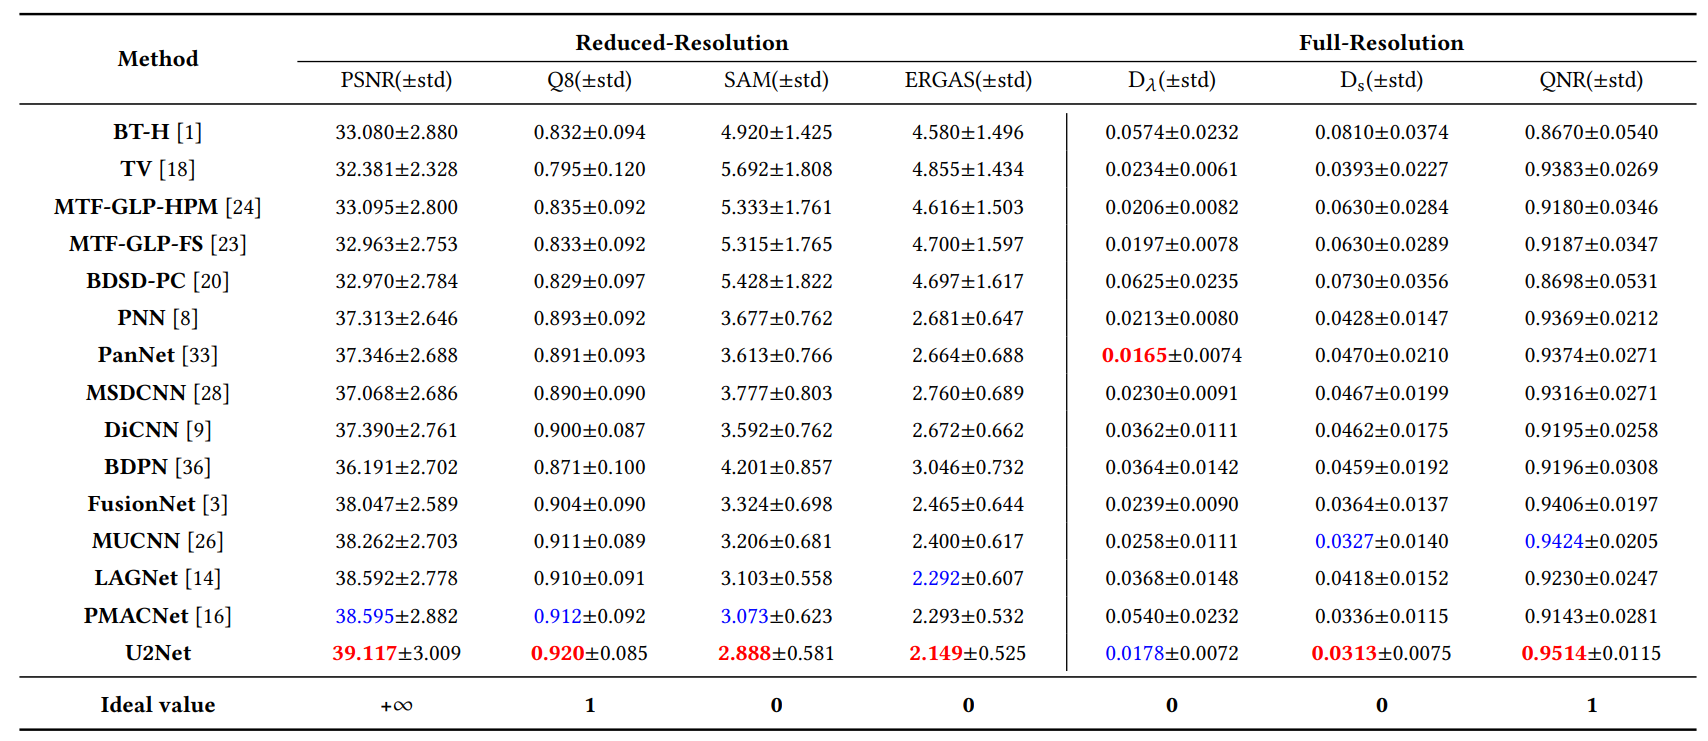 Method Reduced-Resolution Full-Resolution
PSNR(±std) Q8(±std) SAM(±std) ERGAS(±std) Dλ(±std) Ds(±std) QNR(±std)
BT-H [1] 33.080±2.880 0.832±0.094 4.920±1.425 4.580±1.496 0.0574±0.0232 0.0810±0.0374 0.8670±0.0540
TV [18] 32.381±2.328 0.795±0.120 5.692±1.808 4.855±1.434 0.0234±0.0061 0.0393±0.0227 0.9383±0.0269
MTF-GLP-HPM [24] 33.095±2.800 0.835±0.092 5.333±1.761 4.616±1.503 0.0206±0.0082 0.0630±0.0284 0.9180±0.0346
MTF-GLP-FS [23] 32.963±2.753 0.833±0.092 5.315±1.765 4.700±1.597 0.0197±0.0078 0.0630±0.0289 0.9187±0.0347
BDSD-PC [20] 32.970±2.784 0.829±0.097 5.428±1.822 4.697±1.617 0.0625±0.0235 0.0730±0.0356 0.8698±0.0531
PNN [8] 37.313±2.646 0.893±0.092 3.677±0.762 2.681±0.647 0.0213±0.0080 0.0428±0.0147 0.9369±0.0212
PanNet [33] 37.346±2.688 0.891±0.093 3.613±0.766 2.664±0.688 0.0165±0.0074 0.0470±0.0210 0.9374±0.0271
MSDCNN [28] 37.068±2.686 0.890±0.090 3.777±0.803 2.760±0.689 0.0230±0.0091 0.0467±0.0199 0.9316±0.0271
DiCNN [9] 37.390±2.761 0.900±0.087 3.592±0.762 2.672±0.662 0.0362±0.0111 0.0462±0.0175 0.9195±0.0258
BDPN [36] 36.191±2.702 0.871±0.100 4.201±0.857 3.046±0.732 0.0364±0.0142 0.0459±0.0192 0.9196±0.0308
FusionNet [3] 38.047±2.589 0.904±0.090 3.324±0.698 2.465±0.644 0.0239±0.0090 0.0364±0.0137 0.9406±0.0197
MUCNN [26] 38.262±2.703 0.911±0.089 3.206±0.681 2.400±0.617 0.0258±0.0111 0.0327±0.0140 0.9424±0.0205
LAGNet [14] 38.592±2.778 0.910±0.091 3.103±0.558 2.292±0.607 0.0368±0.0148 0.0418±0.0152 0.9230±0.0247
PMACNet [16] 38.595±2.882 0.912±0.092 3.073±0.623 2.293±0.532 0.0540±0.0232 0.0336±0.0115 0.9143±0.0281
U2Net 39.117±3.009 0.920±0.085 2.888±0.581 2.149±0.525 0.0178±0.0072 0.0313±0.0075 0.9514±0.0115
Ideal value +∞ 1 0 0 0 0 1